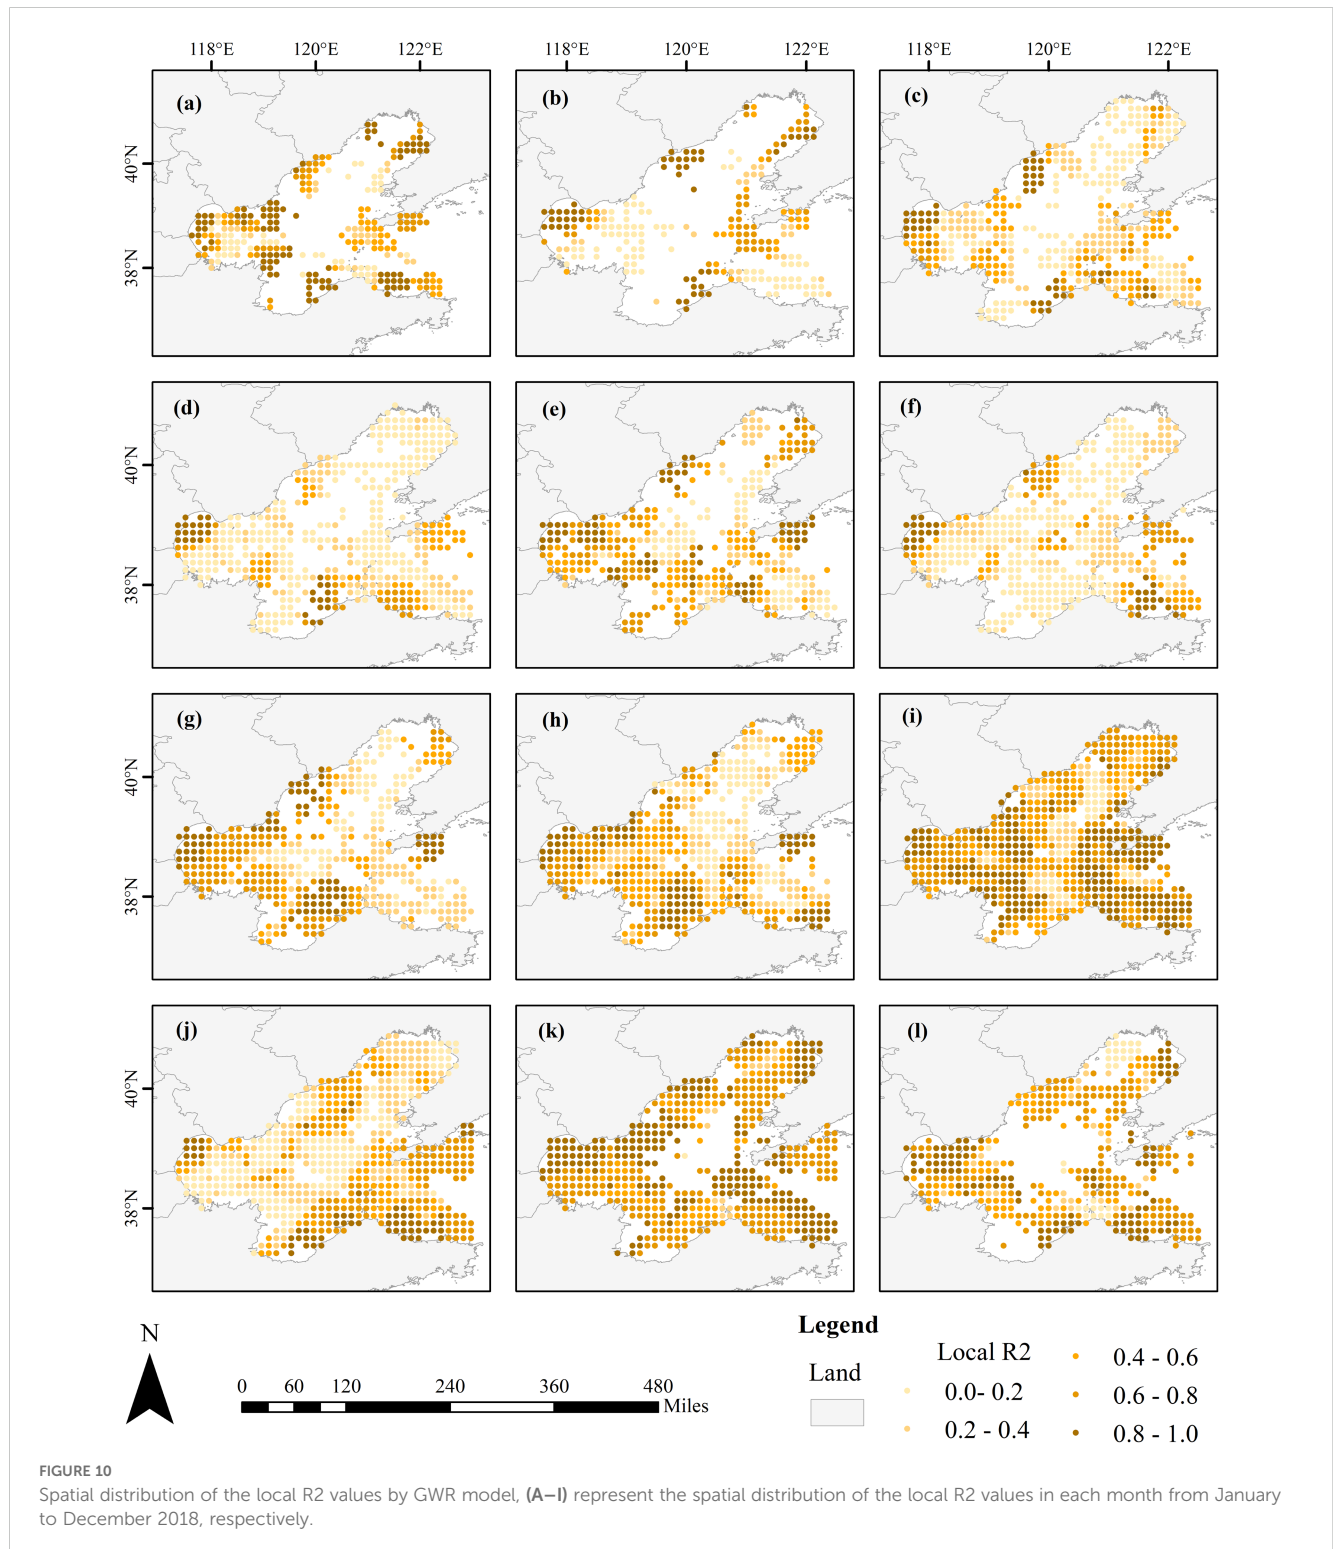 118°E 120°E 122°E 118°E 120°E 122°E 118°E 120°E 122°E
(a) (b) (c)
40°N
38°N
(d) (e) (f)
40°N
38°N
(g) (h) (i)
40°N
38°N
(j) (k) (l)
40°N
38°N
N
0 60 120 240 360 480
Miles
Legend
Land
Local R2
0.0- 0.2
0.2 - 0.4
0.4 - 0.6
0.6 - 0.8
0.8 - 1.0
FIGURE 10
Spatial distribution of the local R2 values by GWR model, (A–I) represent the spatial distribution of the local R2 values in each month from January
to December 2018, respectively.